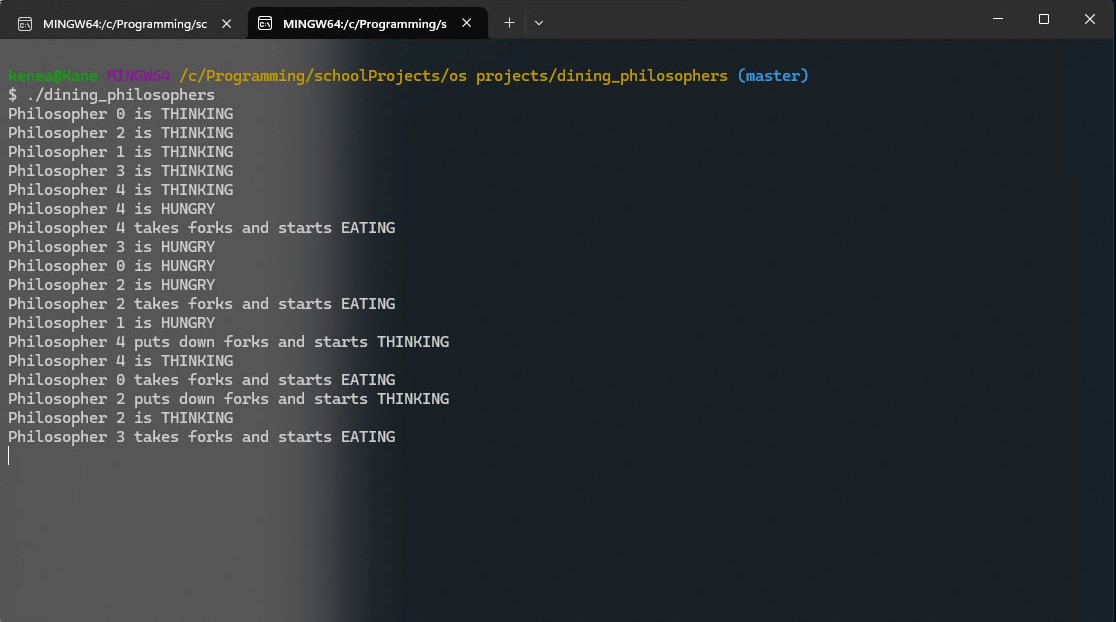 MINGW64:/c/Programming/sc
MINGW64:/c/Programming/s
kenea@Kane MINGW64 /c/Programming/schoolProjects/os projects/dining_philosophers (master)
$ ./dining_philosophers
Philosopher 0 is THINKING
Philosopher 2 is THINKING
Philosopher 1 is THINKING
Philosopher 3 is THINKING
Philosopher 4 is THINKING
Philosopher 4 is HUNGRY
Philosopher 4 takes forks and starts EATING
Philosopher 3 is HUNGRY
Philosopher 0 is HUNGRY
Philosopher 2 is HUNGRY
Philosopher 2 takes forks and starts EATING
Philosopher 1 is HUNGRY
Philosopher 4 puts down forks and starts THINKING
Philosopher 4 is THINKING
Philosopher 0 takes forks and starts EATING
Philosopher 2 puts down forks and starts THINKING
Philosopher 2 is THINKING
Philosopher 3 takes forks and starts EATING